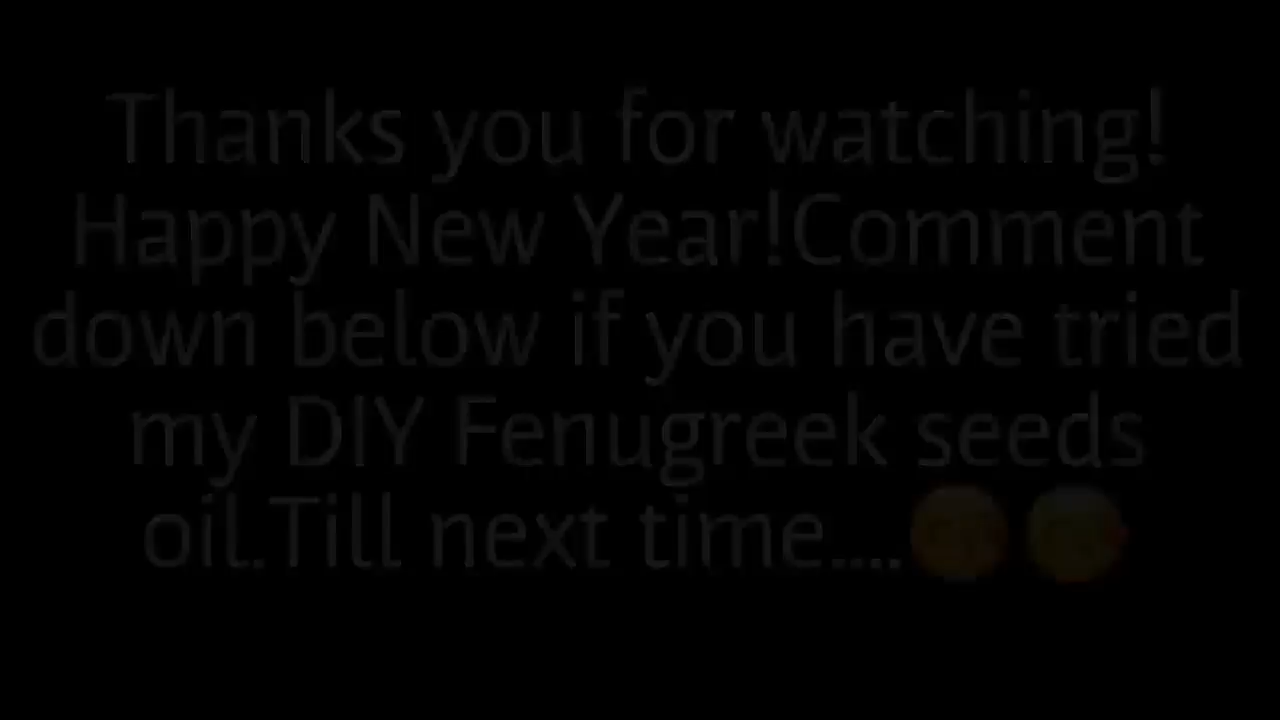 Thanks you for watching!
Happy New Year!Comment
down below if you have tried
my DIY Fenugreek seeds
oil.Till next time....